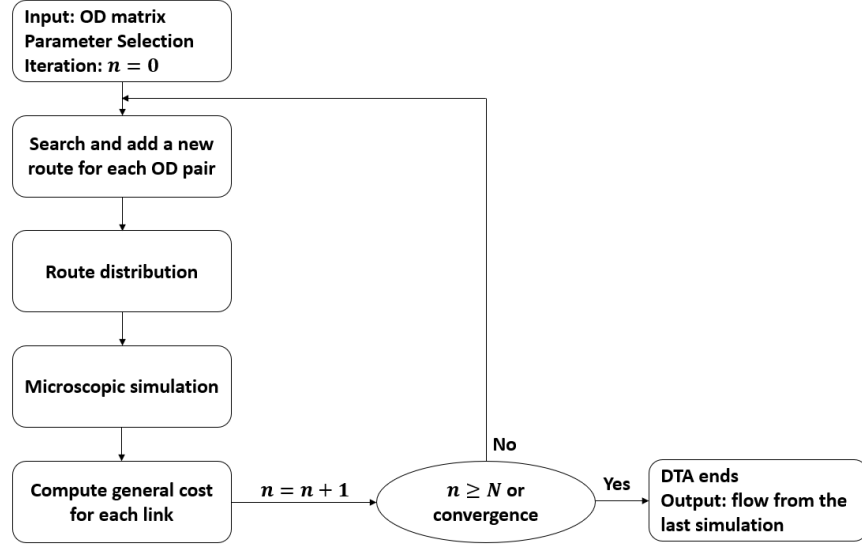 Input: OD matrix
Parameter Selection
Iteration: n = 0
Search and add a new
route for each OD pair
Route distribution
Microscopic simulation
Compute general cost
for each link
n = n + 1
n ≥ N or
convergence
No
Yes
DTA ends
Output: flow from the
last simulation